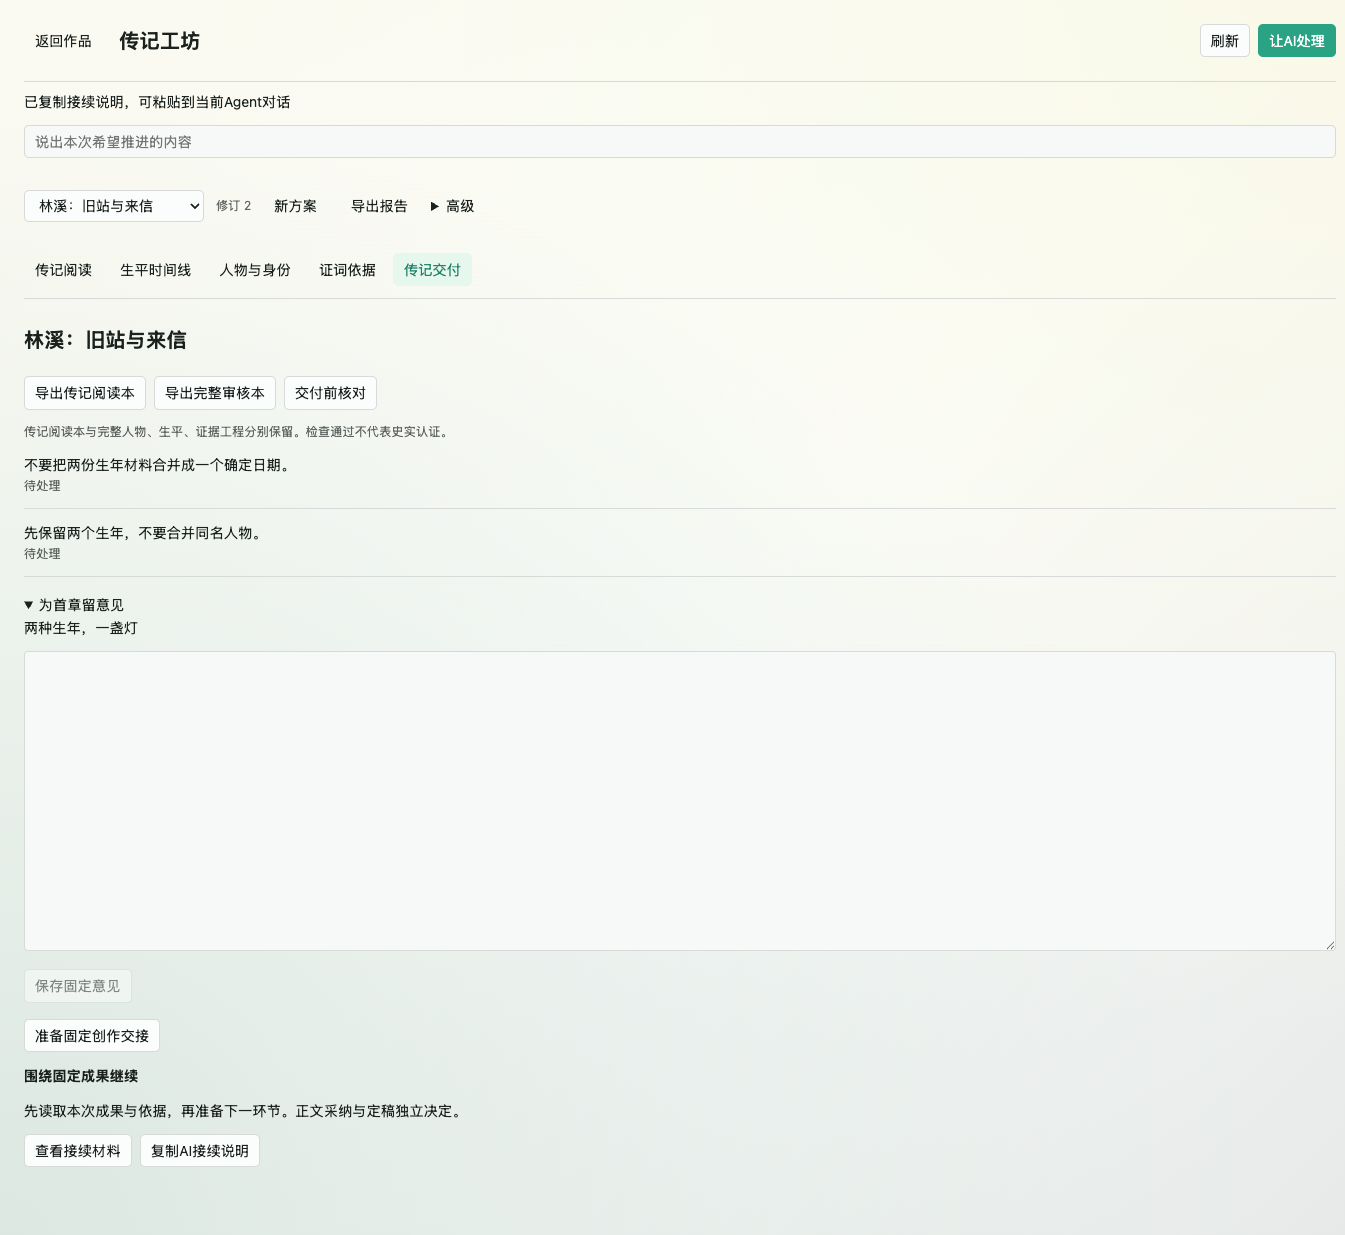 返回作品 传记工坊 刷新 让AI处理
已复制接续说明，可粘贴到当前Agent对话
说出本次希望推进的内容
林溪：旧站与来信 修订 2 新方案 导出报告 ▶ 高级
传记阅读 生平时间线 人物与身份 证词依据 传记交付
林溪：旧站与来信
导出传记阅读本 导出完整审核本 交付前核对
传记阅读本与完整人物、生平、证据工程分别保留。检查通过不代表史实认证。
不要把两份生年材料合并成一个确定日期。
待处理
先保留两个生年，不要合并同名人物。
待处理
▼ 为首章留意见
两种生年，一盏灯
保存固定意见
准备固定创作交接
围绕固定成果继续
先读取本次成果与依据，再准备下一环节。正文采纳与定稿独立决定。
查看接续材料 复制AI接续说明